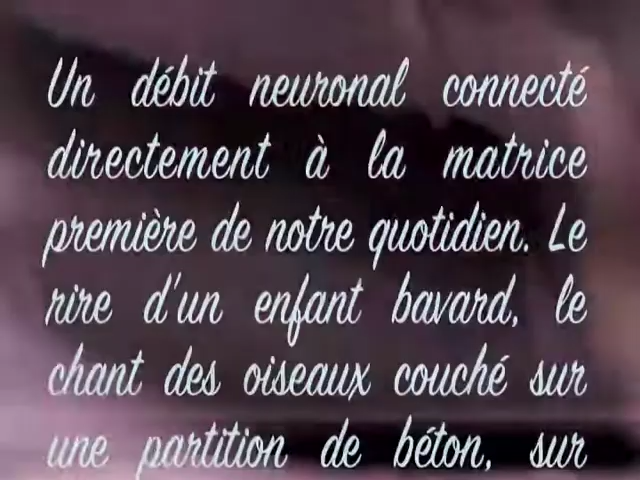 Un débit neuronal connecté
directement à la matrice
première de notre quotidien. Le
rire d'un enfant bavard, le
chant des oiseaux couché sur
une partition de béton, sur